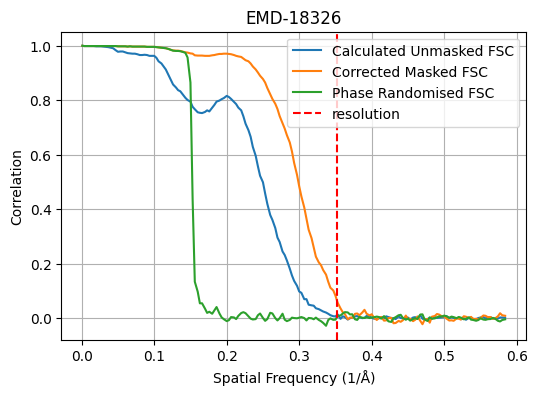 EMD-18326
Calculated Unmasked FSC
Corrected Masked FSC
Phase Randomised FSC
resolution
Correlation
1.0
0.8
0.6
0.4
0.2
0.0
0.0 0.1 0.2 0.3 0.4 0.5 0.6
Spatial Frequency (1/Å)